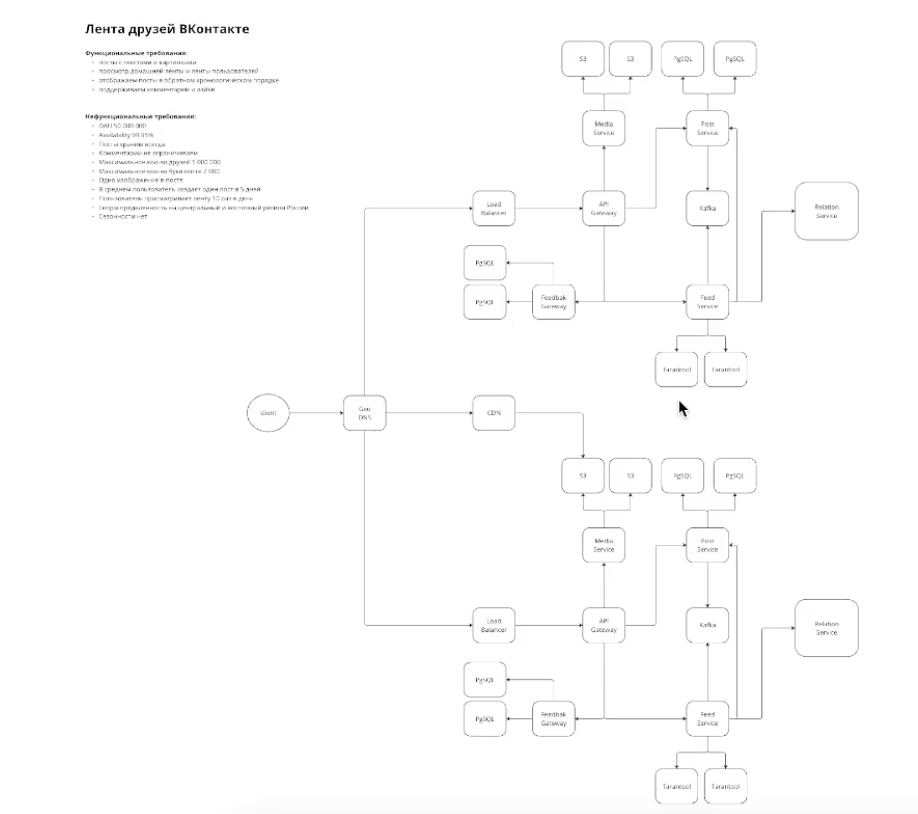 Лента друзей ВКонтакте
Функциональные требования:
посты с текстами и картинками
просмотр домашней ленты и ленты пользователей
отображаем посты в обратном хронологическом порядке
поддерживаем комментарии и лайки
Нефункциональные требования:
DAU 50 000 000
Availability 99.95%
Посты храним всегда
Комментарии не ограничиваем
Максимальное кол-во друзей 1 000 000
Максимальное кол-во букв поста 2 000
Одно изображение в посте
В среднем пользователь создает один пост в 5 дней
Пользователь просматривает ленту 10 раз в день
Геораспределенность на центральный и восточный регион России
Сезонности нет
S3
S3
PgSQL
PgSQL
Media
Service
Post
Service
Load
Balancer
API
Gateway
Kafka
Relation
Service
PgSQL
PgSQL
Feedbak
Gateway
Feed
Service
Tarantool
Tarantool
client
Geo
DNS
CDN
S3
S3
PgSQL
PgSQL
Media
Service
Post
Service
Load
Balancer
API
Gateway
Kafka
Relation
Service
PgSQL
PgSQL
Feedbak
Gateway
Feed
Service
Tarantool
Tarantool